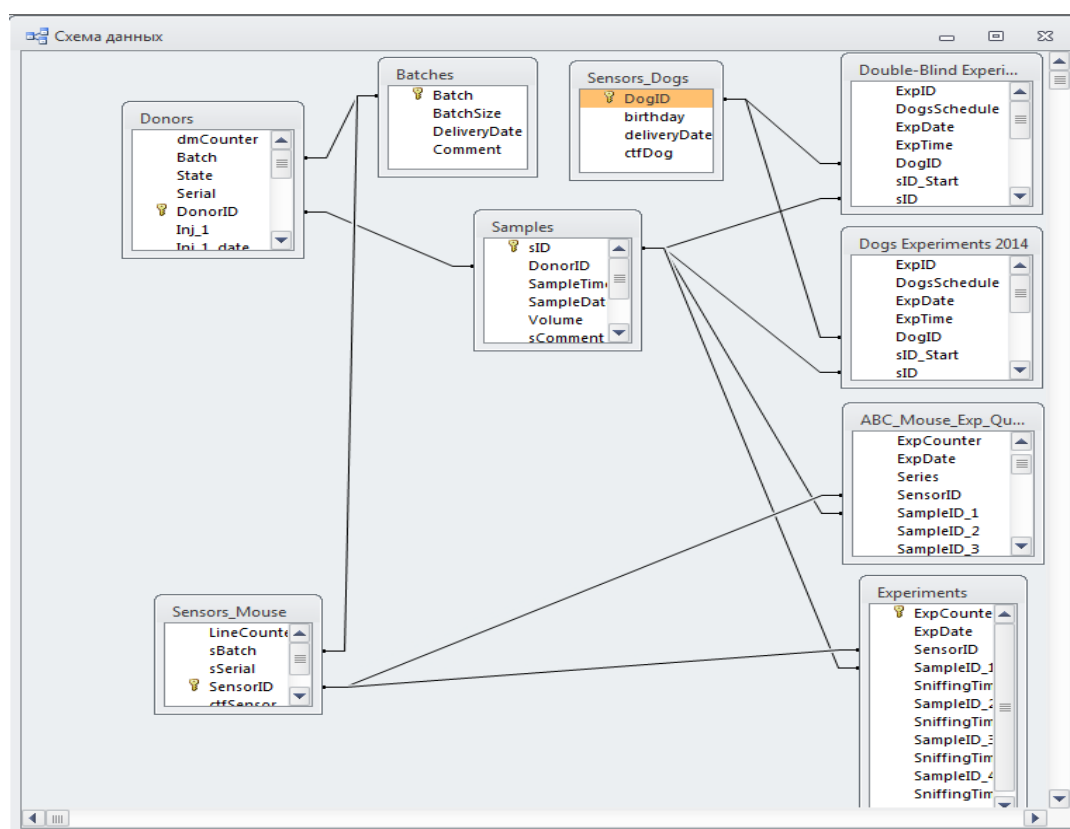 Схема данных
Donors
dmCounter
Batch
State
Serial
DonorID
Inj_1
Inj_1_date
Batches
Batch
BatchSize
DeliveryDate
Comment
Sensors_Dogs
DogID
birthday
deliveryDate
ctfDog
Samples
sID
DonorID
SampleTim
SampleDat
Volume
sComment
Double-Blind Experi...
ExpID
DogsSchedule
ExpDate
ExpTime
DogID
sID_Start
sID
Dogs Experiments 2014
ExpID
DogsSchedule
ExpDate
ExpTime
DogID
sID_Start
sID
ABC_Mouse_Exp_Qu...
ExpCounter
ExpDate
Series
SensorID
SampleID_1
SampleID_2
SampleID_3
Sensors_Mouse
LineCounte
sBatch
sSerial
SensorID
ctfSensor
Experiments
ExpCounte
ExpDate
SensorID
SampleID_1
SniffingTim
SampleID_2
SniffingTim
SampleID_3
SniffingTim
SampleID_4
SniffingTim